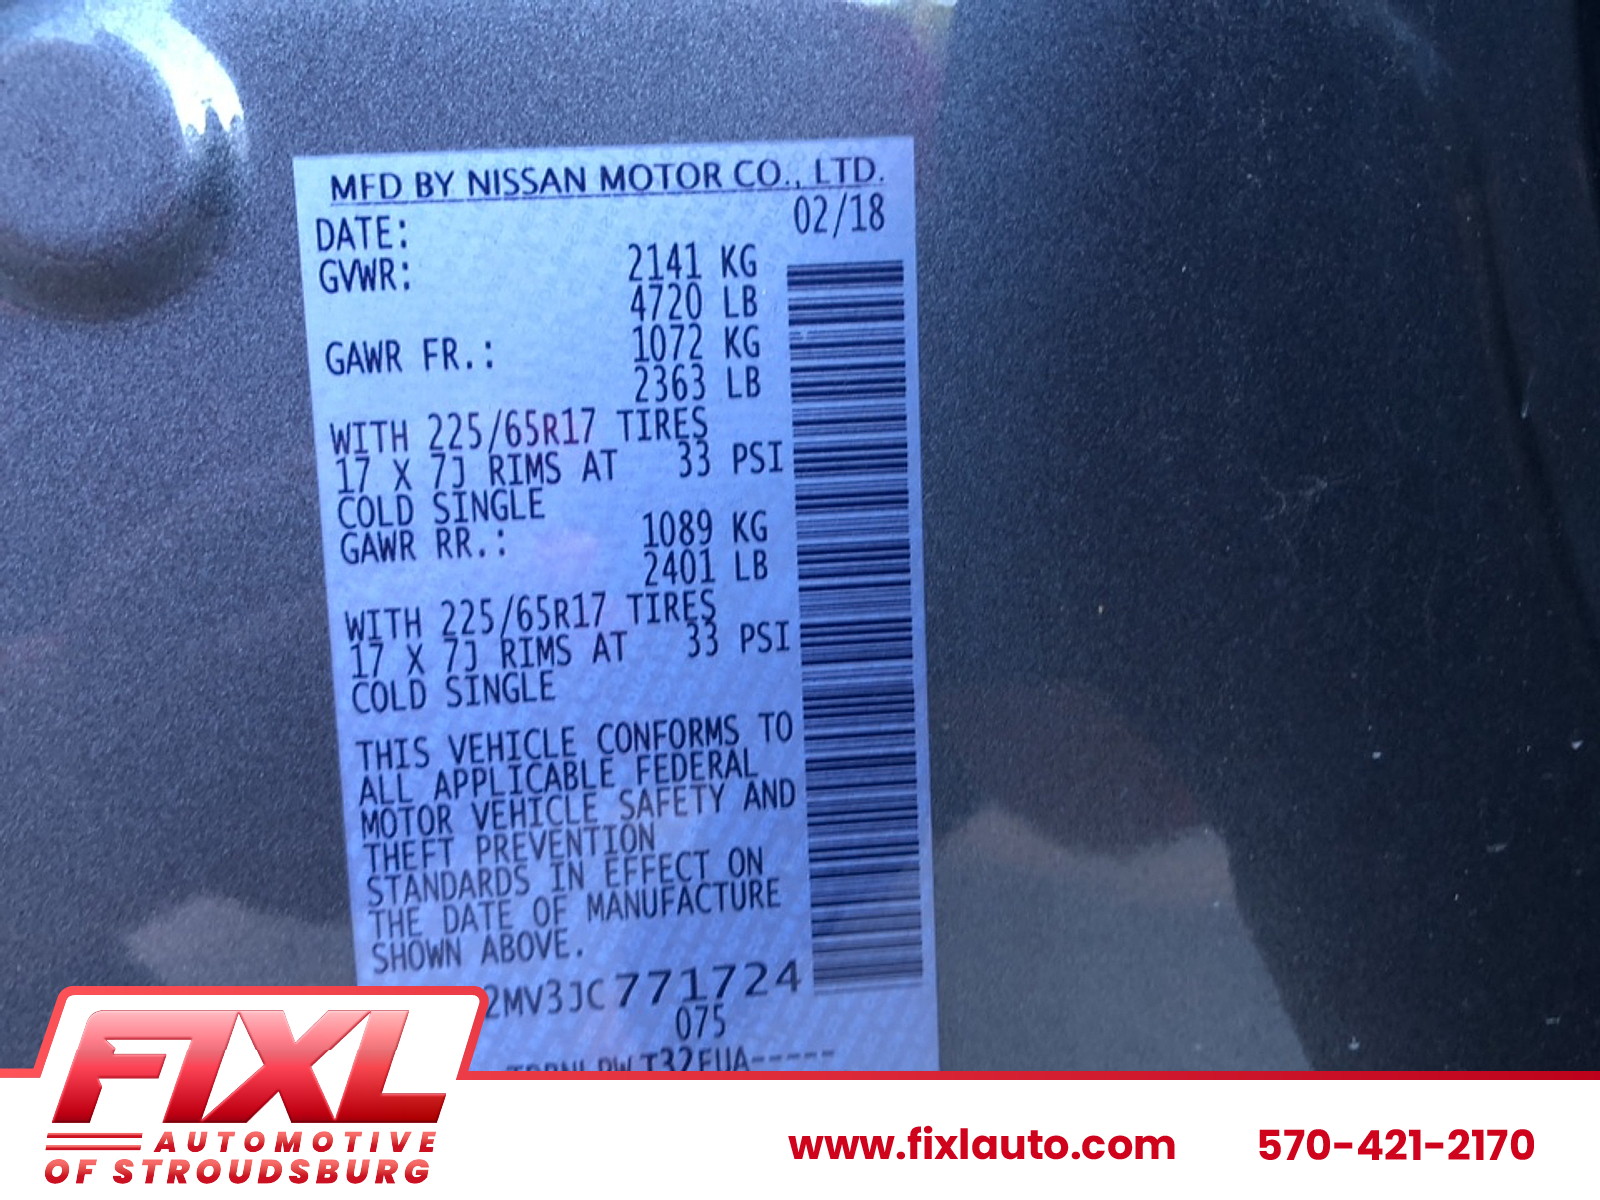 MFD BY NISSAN MOTOR CO., LTD.
DATE: 02/18
GVWR: 2141 KG
4720 LB
GAWR FR.: 1072 KG
2363 LB
WITH 225/65R17 TIRES
17 X 7J RIMS AT 33 PSI
COLD SINGLE
GAWR RR.: 1089 KG
2401 LB
WITH 225/65R17 TIRES
17 X 7J RIMS AT 33 PSI
COLD SINGLE
THIS VEHICLE CONFORMS TO
ALL APPLICABLE FEDERAL
MOTOR VEHICLE SAFETY AND
THEFT PREVENTION
STANDARDS IN EFFECT ON
THE DATE OF MANUFACTURE
SHOWN ABOVE.
2MV3JC771724
075
FIXL
AUTOMOTIVE
OF STROUDSBURG
www.fixlauto.com
570-421-2170